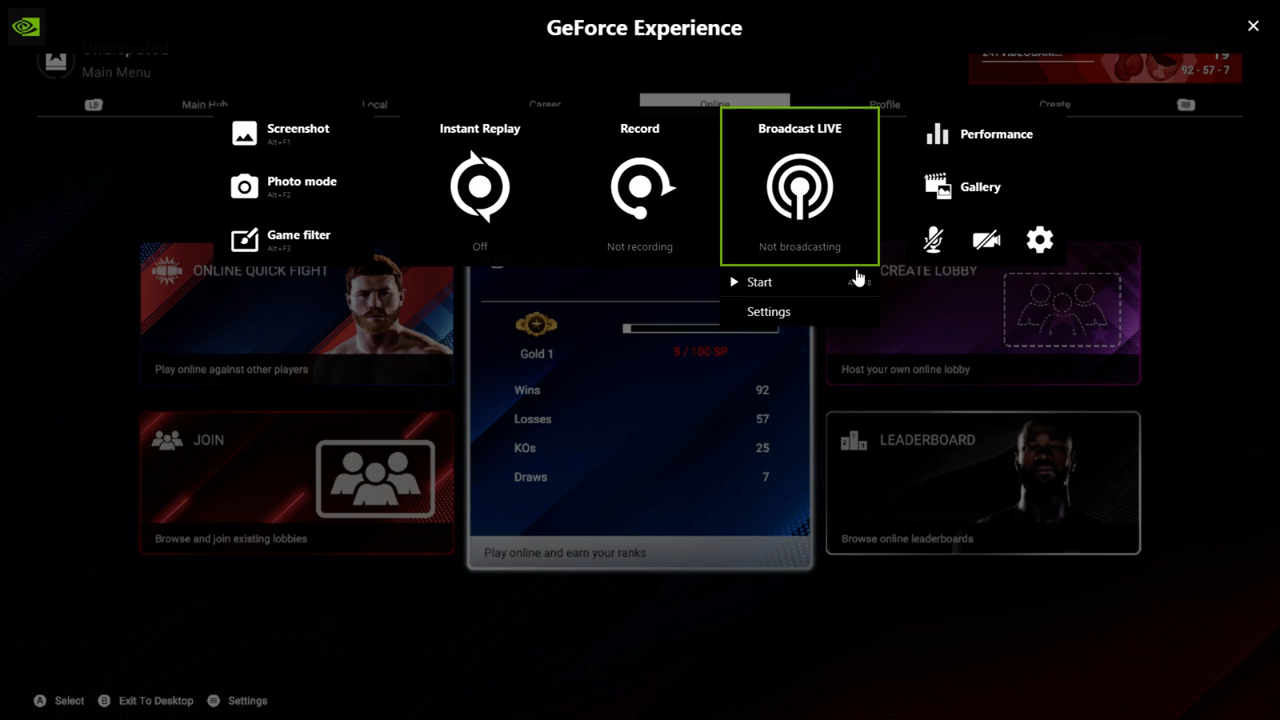 GeForce Experience
Undisputed
Main Menu
92 - 57 - 7
LB
Main Hub
Local
Career
Online
Profile
Create
RB
Screenshot
Alt+F1
Photo mode
Alt+F2
Game filter
Alt+F3
Instant Replay
Off
Record
Not recording
Broadcast LIVE
Not broadcasting
Start
Settings
Performance
Gallery
ONLINE QUICK FIGHT
Play online against other players
JOIN
Browse and join existing lobbies
Gold 1
5 / 100 SP
Wins 92
Losses 57
KOs 25
Draws 7
Play online and earn your ranks
CREATE LOBBY
Host your own online lobby
2 1 3
LEADERBOARD
Browse online leaderboards
A Select B Exit To Desktop Settings